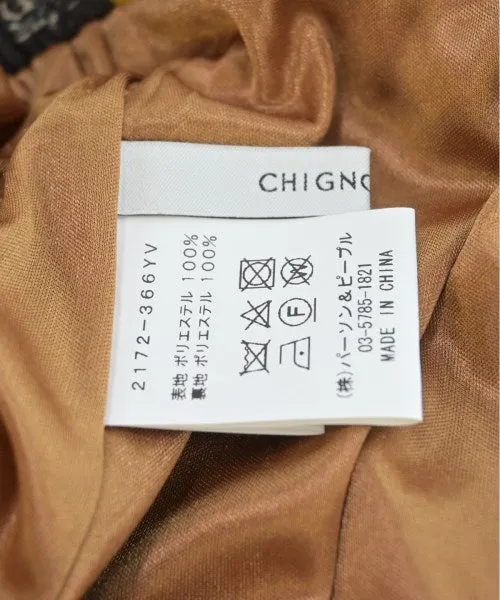 CHIGNO
2172-366YV
表地 ポリエステル 100%
裏地 ポリエステル 100%
W
F
(株)パーソン&ピープル
03-5785-1821
MADE IN CHINA